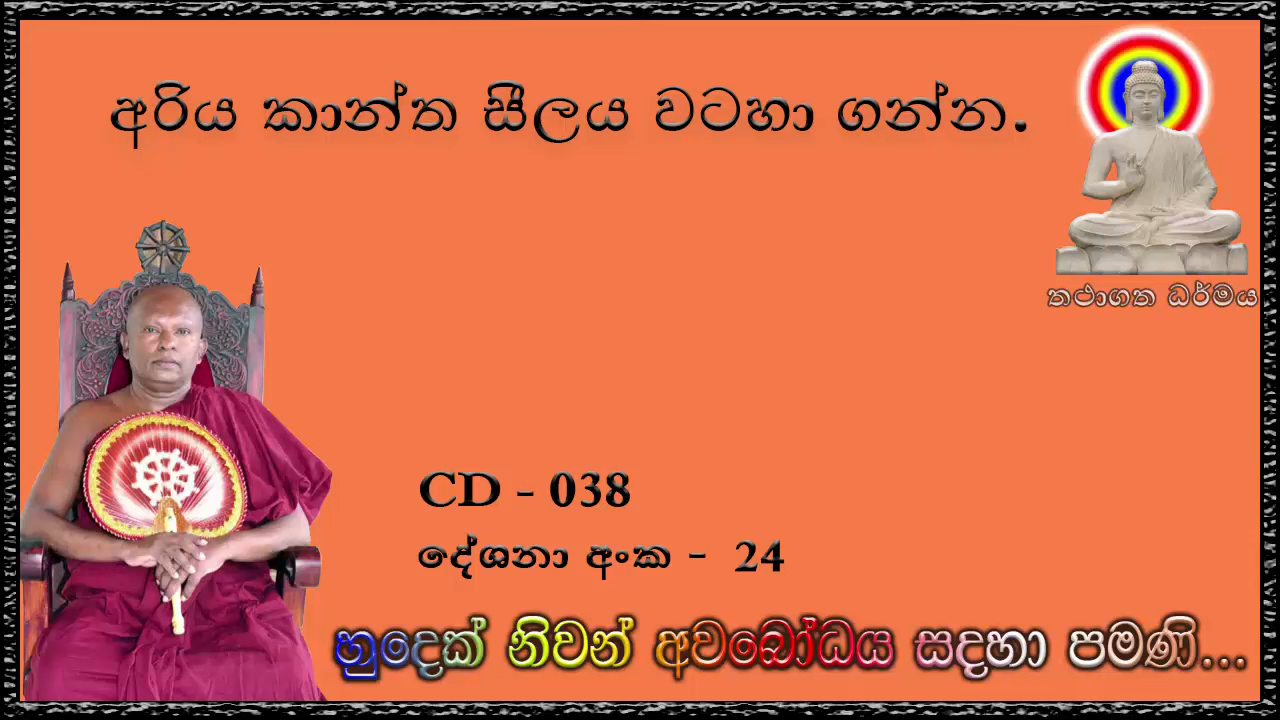 අරිය කාන්ත සීලය වටහා ගන්න.
තථාගත ධර්මය
CD - 038
දේශනා අංක - 24
හුදෙක් නිවන් අවබෝධය සඳහා පමණි...